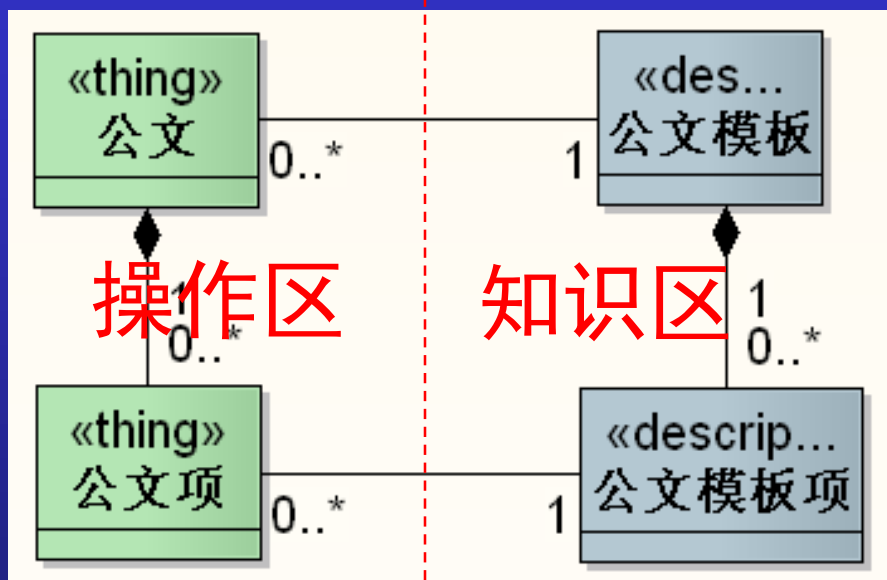 «thing»
公文
«des...
公文模板
0..*
1
操作区
知识区
1
0..*
1
0..*
«thing»
公文项
«descrip...
公文模板项
0..*
1